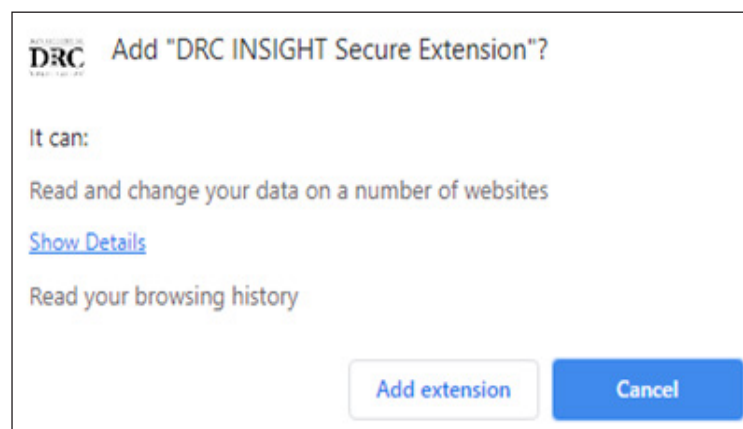 DRC
Add "DRC INSIGHT Secure Extension"?
It can:
Read and change your data on a number of websites
Show Details
Read your browsing history
Add extension
Cancel